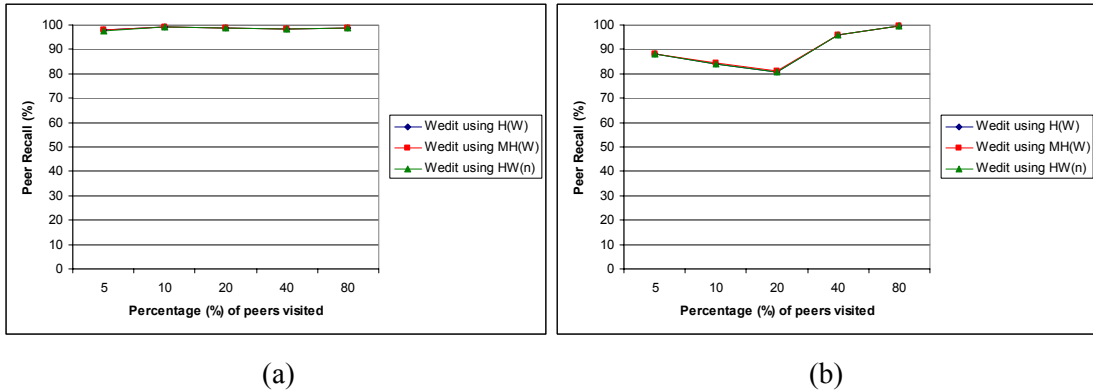 100
90
80
70
60
50
40
30
20
10
0
Peer Recall (%)
5 10 20 40 80
Percentage (%) of peers visited
Wedit using H(W)
Wedit using MH(W)
Wedit using HW(n)
(a)
100
90
80
70
60
50
40
30
20
10
0
Peer Recall (%)
5 10 20 40 80
Percentage (%) of peers visited
Wedit using H(W)
Wedit using MH(W)
Wedit using HW(n)
(b)